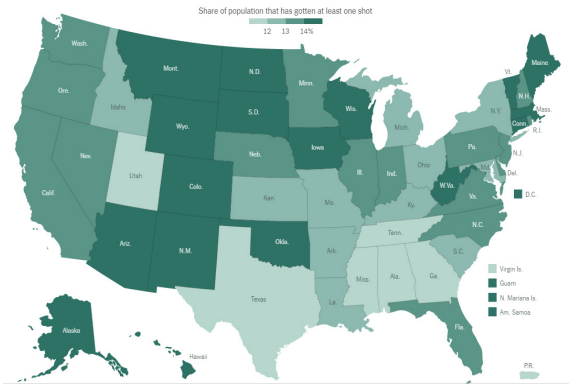 Share of population that has gotten at least one shot
12 13 14%
Wash.
Mont.
N.D.
Minn.
Vt.
Maine
Ore.
Idaho
S.D.
Wis.
N.H.
Mass.
N.Y.
Wyo.
Mich.
Conn
R.I.
Iowa
Pa.
Neb.
N.J.
Nev.
Ohio
Md.
Utah
Ill.
Ind.
Del.
Colo.
W.Va.
D.C.
Calif.
Kan.
Mo.
Va.
Ky.
N.C.
Tenn.
Ariz.
N.M.
Okla.
Ark.
S.C.
Virgin Is.
Miss.
Ala.
Ga.
Guam
Texas
La.
N. Mariana Is.
Am. Samoa
Alaska
Fla.
Hawaii
P.R.